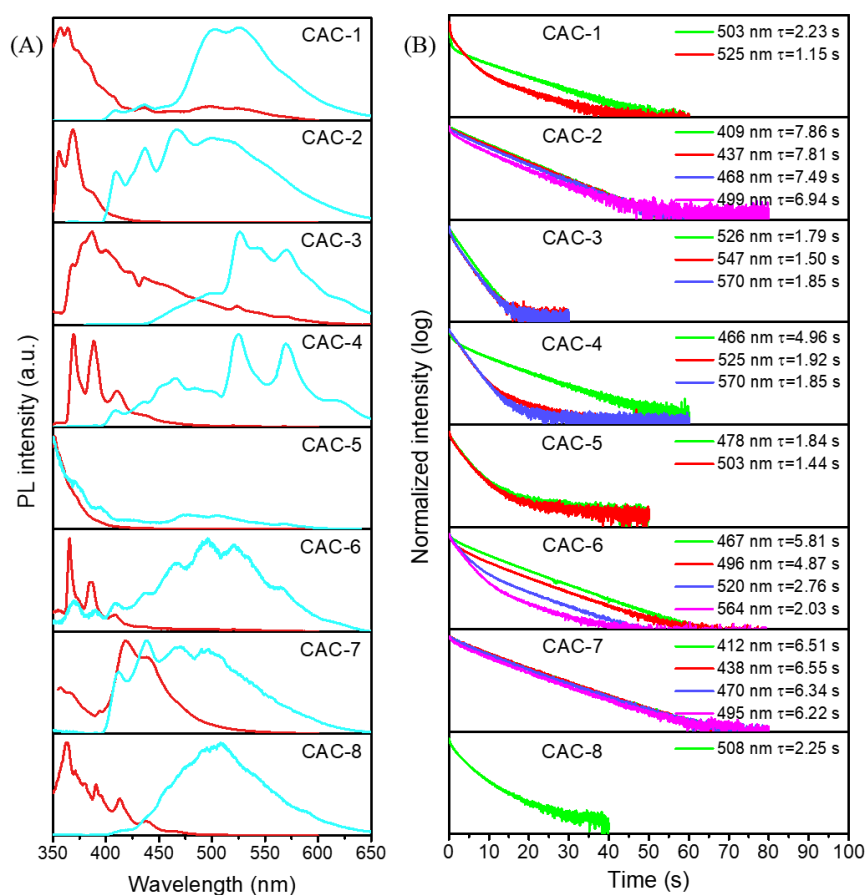 (A)
CAC-1
CAC-2
CAC-3
CAC-4
CAC-5
CAC-6
CAC-7
CAC-8
PL intensity (a.u.)
350 400 450 500 550 600 650
Wavelength (nm)
(B)
CAC-1
503 nm τ=2.23 s
525 nm τ=1.15 s
CAC-2
409 nm τ=7.86 s
437 nm τ=7.81 s
468 nm τ=7.49 s
499 nm τ=6.94 s
CAC-3
526 nm τ=1.79 s
547 nm τ=1.50 s
570 nm τ=1.85 s
CAC-4
466 nm τ=4.96 s
525 nm τ=1.92 s
570 nm τ=1.85 s
CAC-5
478 nm τ=1.84 s
503 nm τ=1.44 s
CAC-6
467 nm τ=5.81 s
496 nm τ=4.87 s
520 nm τ=2.76 s
564 nm τ=2.03 s
CAC-7
412 nm τ=6.51 s
438 nm τ=6.55 s
470 nm τ=6.34 s
495 nm τ=6.22 s
CAC-8
508 nm τ=2.25 s
Normalized intensity (log)
0 10 20 30 40 50 60 70 80 90 100
Time (s)